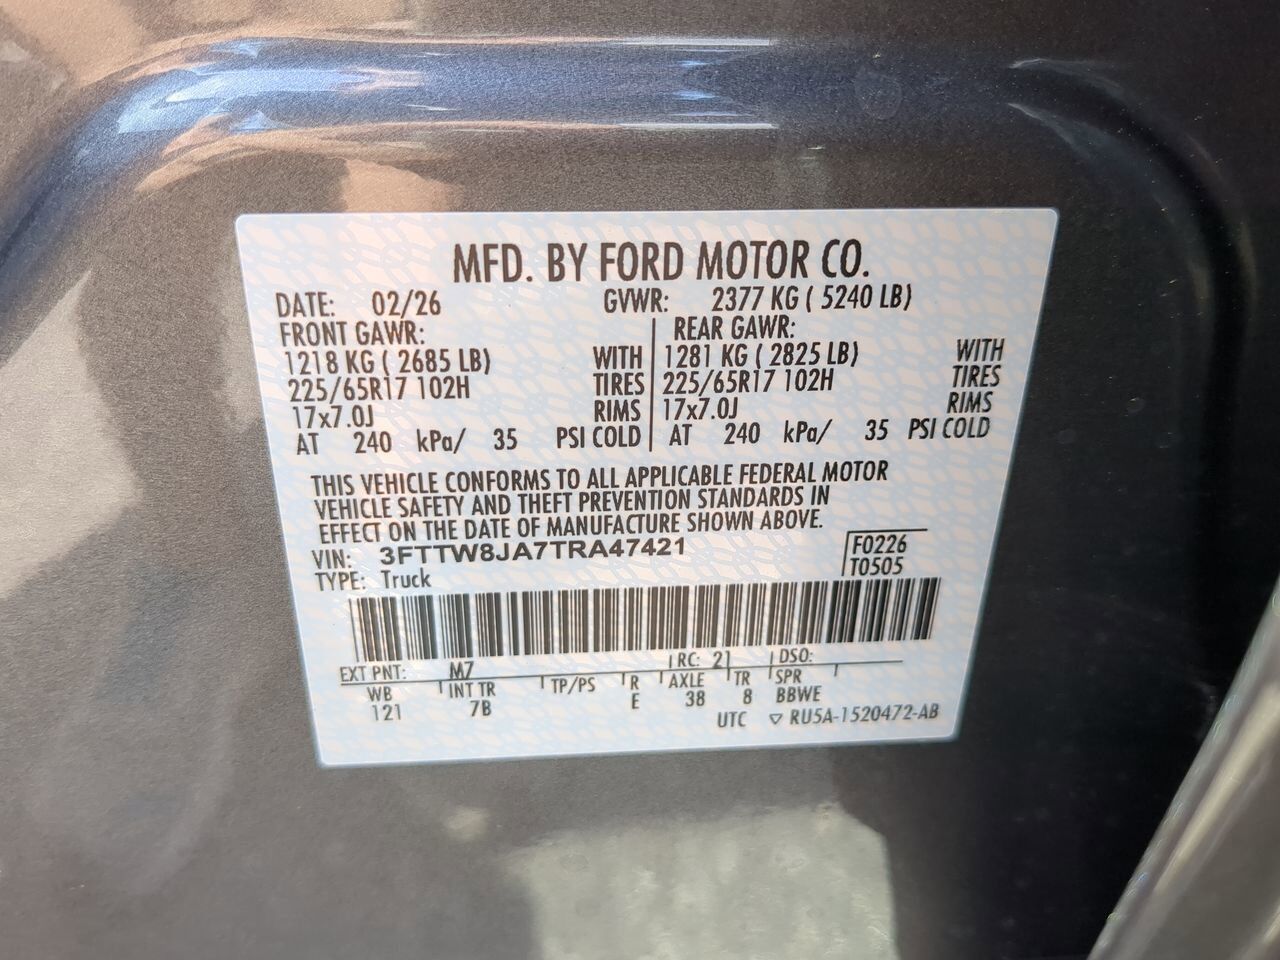 MFD. BY FORD MOTOR CO.
DATE: 02/26 GVWR: 2377 KG ( 5240 LB)
FRONT GAWR: REAR GAWR:
1218 KG ( 2685 LB) WITH 1281 KG ( 2825 LB) WITH
225/65R17 102H TIRES 225/65R17 102H TIRES
17x7.0J RIMS 17x7.0J RIMS
AT 240 kPa/ 35 PSI COLD AT 240 kPa/ 35 PSI COLD
THIS VEHICLE CONFORMS TO ALL APPLICABLE FEDERAL MOTOR
VEHICLE SAFETY AND THEFT PREVENTION STANDARDS IN
EFFECT ON THE DATE OF MANUFACTURE SHOWN ABOVE.
VIN: 3FTTW8JA7TRA47421 F0226
TYPE: Truck T0505
EXT PNT: M7 RC: 21 DSO:
WB INT TR TP/PS R AXLE TR SPR
121 7B E 38 8 BBWE
UTC ▽ RU5A-1520472-AB